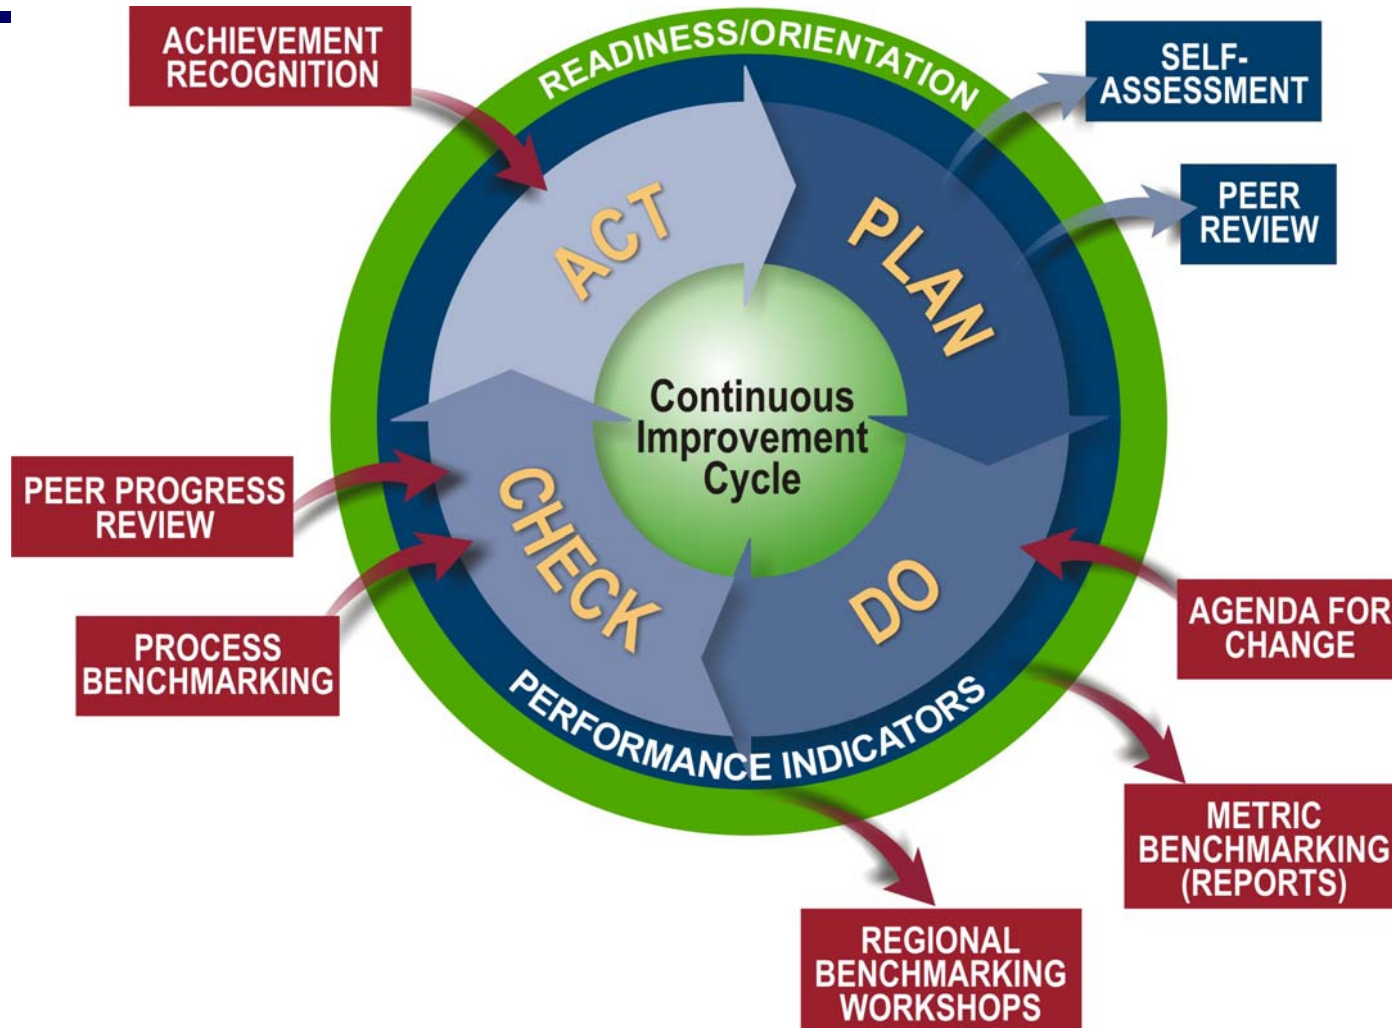 ACHIEVEMENT
RECOGNITION
READINESS/ORIENTATION
SELF-
ASSESSMENT
PEER
REVIEW
ACT
PLAN
Continuous
Improvement
Cycle
PEER PROGRESS
REVIEW
CHECK
DO
PROCESS
BENCHMARKING
AGENDA FOR
CHANGE
PERFORMANCE INDICATORS
METRIC
BENCHMARKING
(REPORTS)
REGIONAL
BENCHMARKING
WORKSHOPS